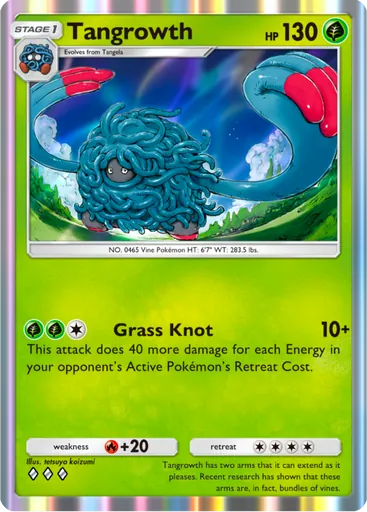 STAGE 1
Tangrowth
HP 130
Evolves from Tangela
NO. 0465 Vine Pokémon HT: 6'7" WT: 283.5 lbs.
Grass Knot 10+
This attack does 40 more damage for each Energy in
your opponent's Active Pokémon's Retreat Cost.
weakness +20
retreat
Illus. tetsuya koizumi
Tangrowth has two arms that it can extend as it
pleases. Recent research has shown that these
arms are, in fact, bundles of vines.